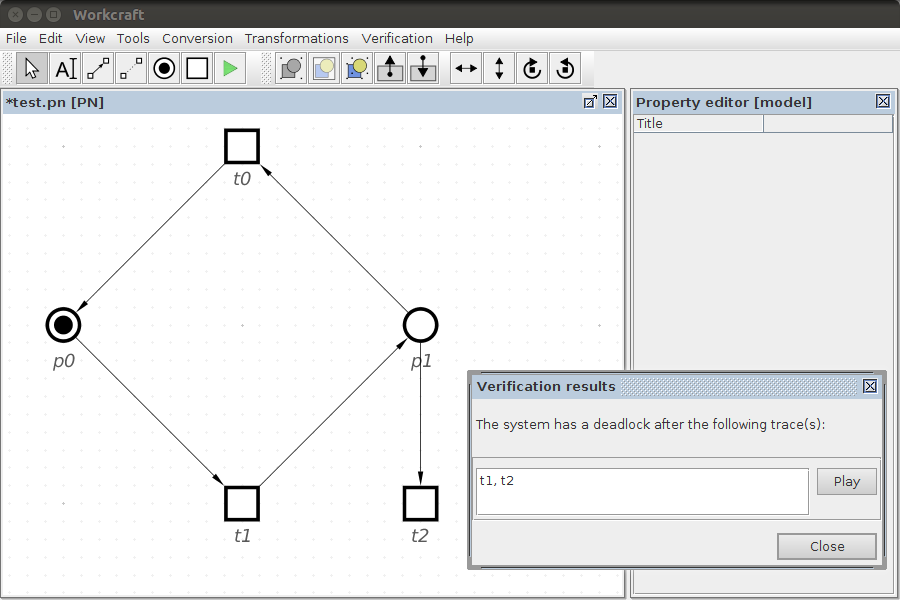 Workcraft
File Edit View Tools Conversion Transformations Verification Help
*test.pn [PN]
Property editor [model]
Title
t0
p0
p1
t1
t2
Verification results
The system has a deadlock after the following trace(s):
t1, t2
Play
Close